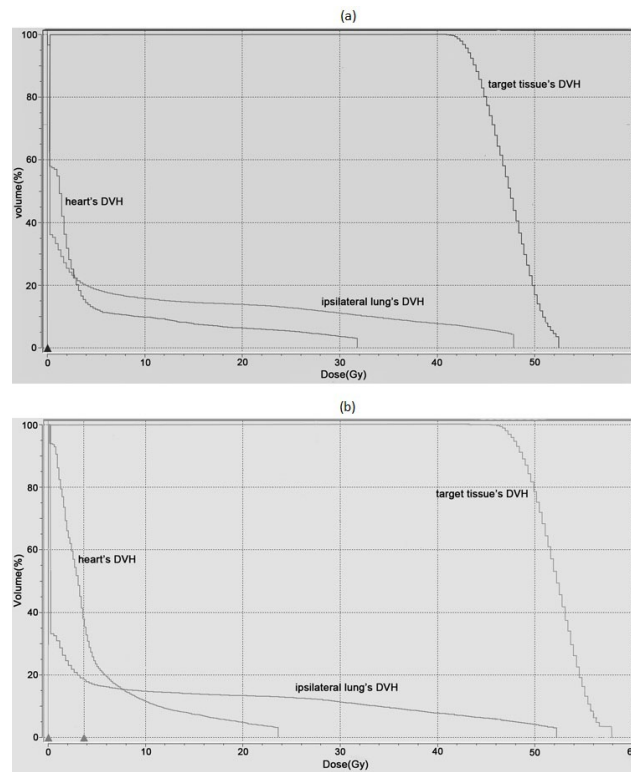 (a)
100
80
60
40
20
0
volume(%)
target tissue's DVH
heart's DVH
ipsilateral lung's DVH
0 10 20 30 40 50
Dose(Gy)
(b)
100
80
60
40
20
0
Volume(%)
target tissue's DVH
heart's DVH
ipsilateral lung's DVH
0 10 20 30 40 50 60
Dose(Gy)